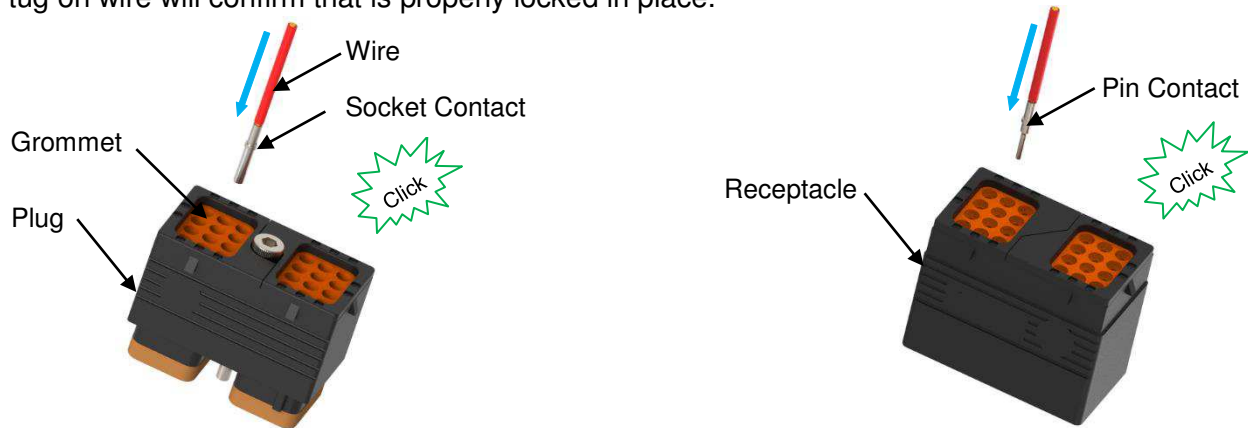 tug on wire will confirm that is properly locked in place.
Wire
Socket Contact
Grommet
Click
Plug
Pin Contact
Click
Receptacle